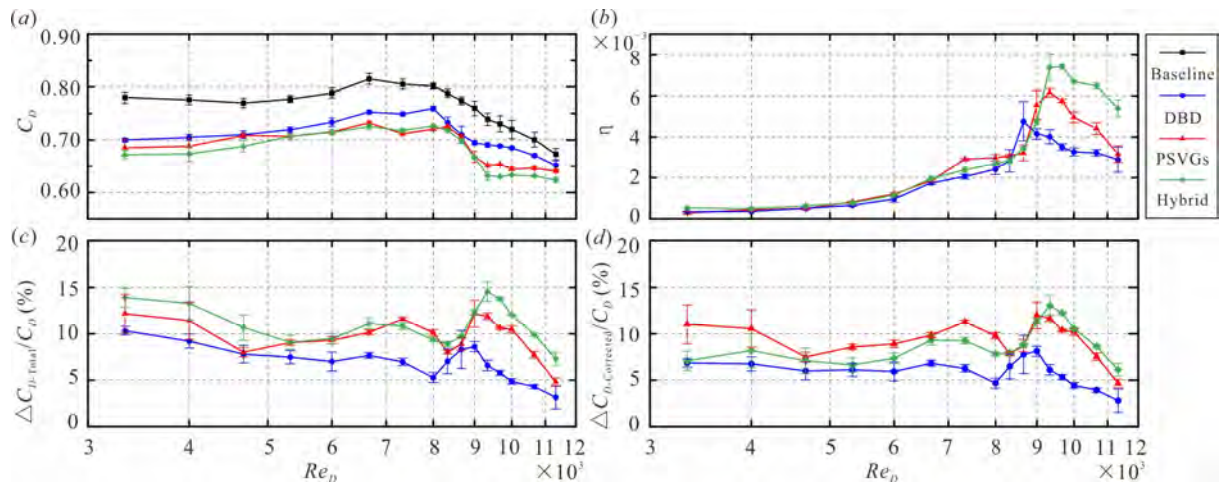 (a)
0.90
0.80
0.70
0.60
C_D
(b)
×10⁻³
8
6
4
2
0
η
Baseline
DBD
PSVGs
Hybrid
(c)
20
15
10
5
0
△C_{D-Total}/C_D (%)
3 4 5 6 7 8 9 10 11 12
Re_D
×10³
(d)
20
15
10
5
0
△C_{D-Corrected}/C_D (%)
3 4 5 6 7 8 9 10 11 12
Re_D
×10³